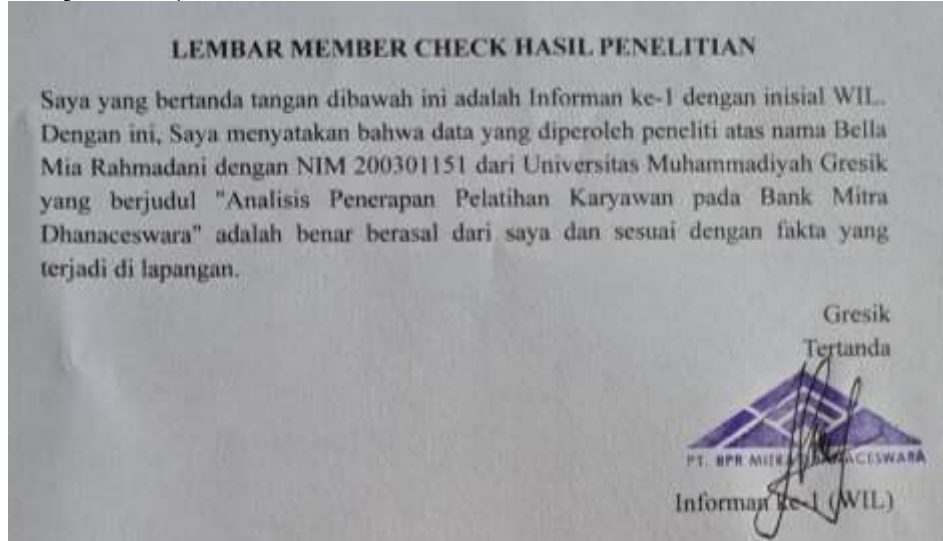 LEMBAR MEMBER CHECK HASIL PENELITIAN
Saya yang bertanda tangan dibawah ini adalah Informan ke-1 dengan inisial WIL.
Dengan ini, Saya menyatakan bahwa data yang diperoleh peneliti atas nama Bella
Mia Rahmadani dengan NIM 200301151 dari Universitas Muhammadiyah Gresik
yang berjudul "Analisis Penerapan Pelatihan Karyawan pada Bank Mitra
Dhanaceswara" adalah benar berasal dari saya dan sesuai dengan fakta yang
terjadi di lapangan.
Gresik
Tertanda
PT. BPR MITRA DHANACESWARA
Informan ke-1 (WIL)